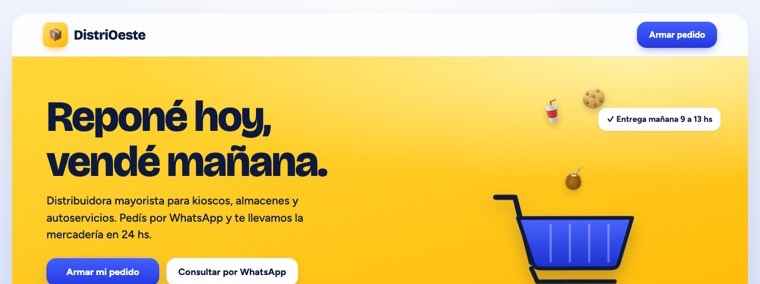 DistriOeste
Armar pedido
Reponé hoy,
vendé mañana.
✓ Entrega mañana 9 a 13 hs
Distribuidora mayorista para kioscos, almacenes y
autoservicios. Pedís por WhatsApp y te llevamos la
mercadería en 24 hs.
Armar mi pedido
Consultar por WhatsApp